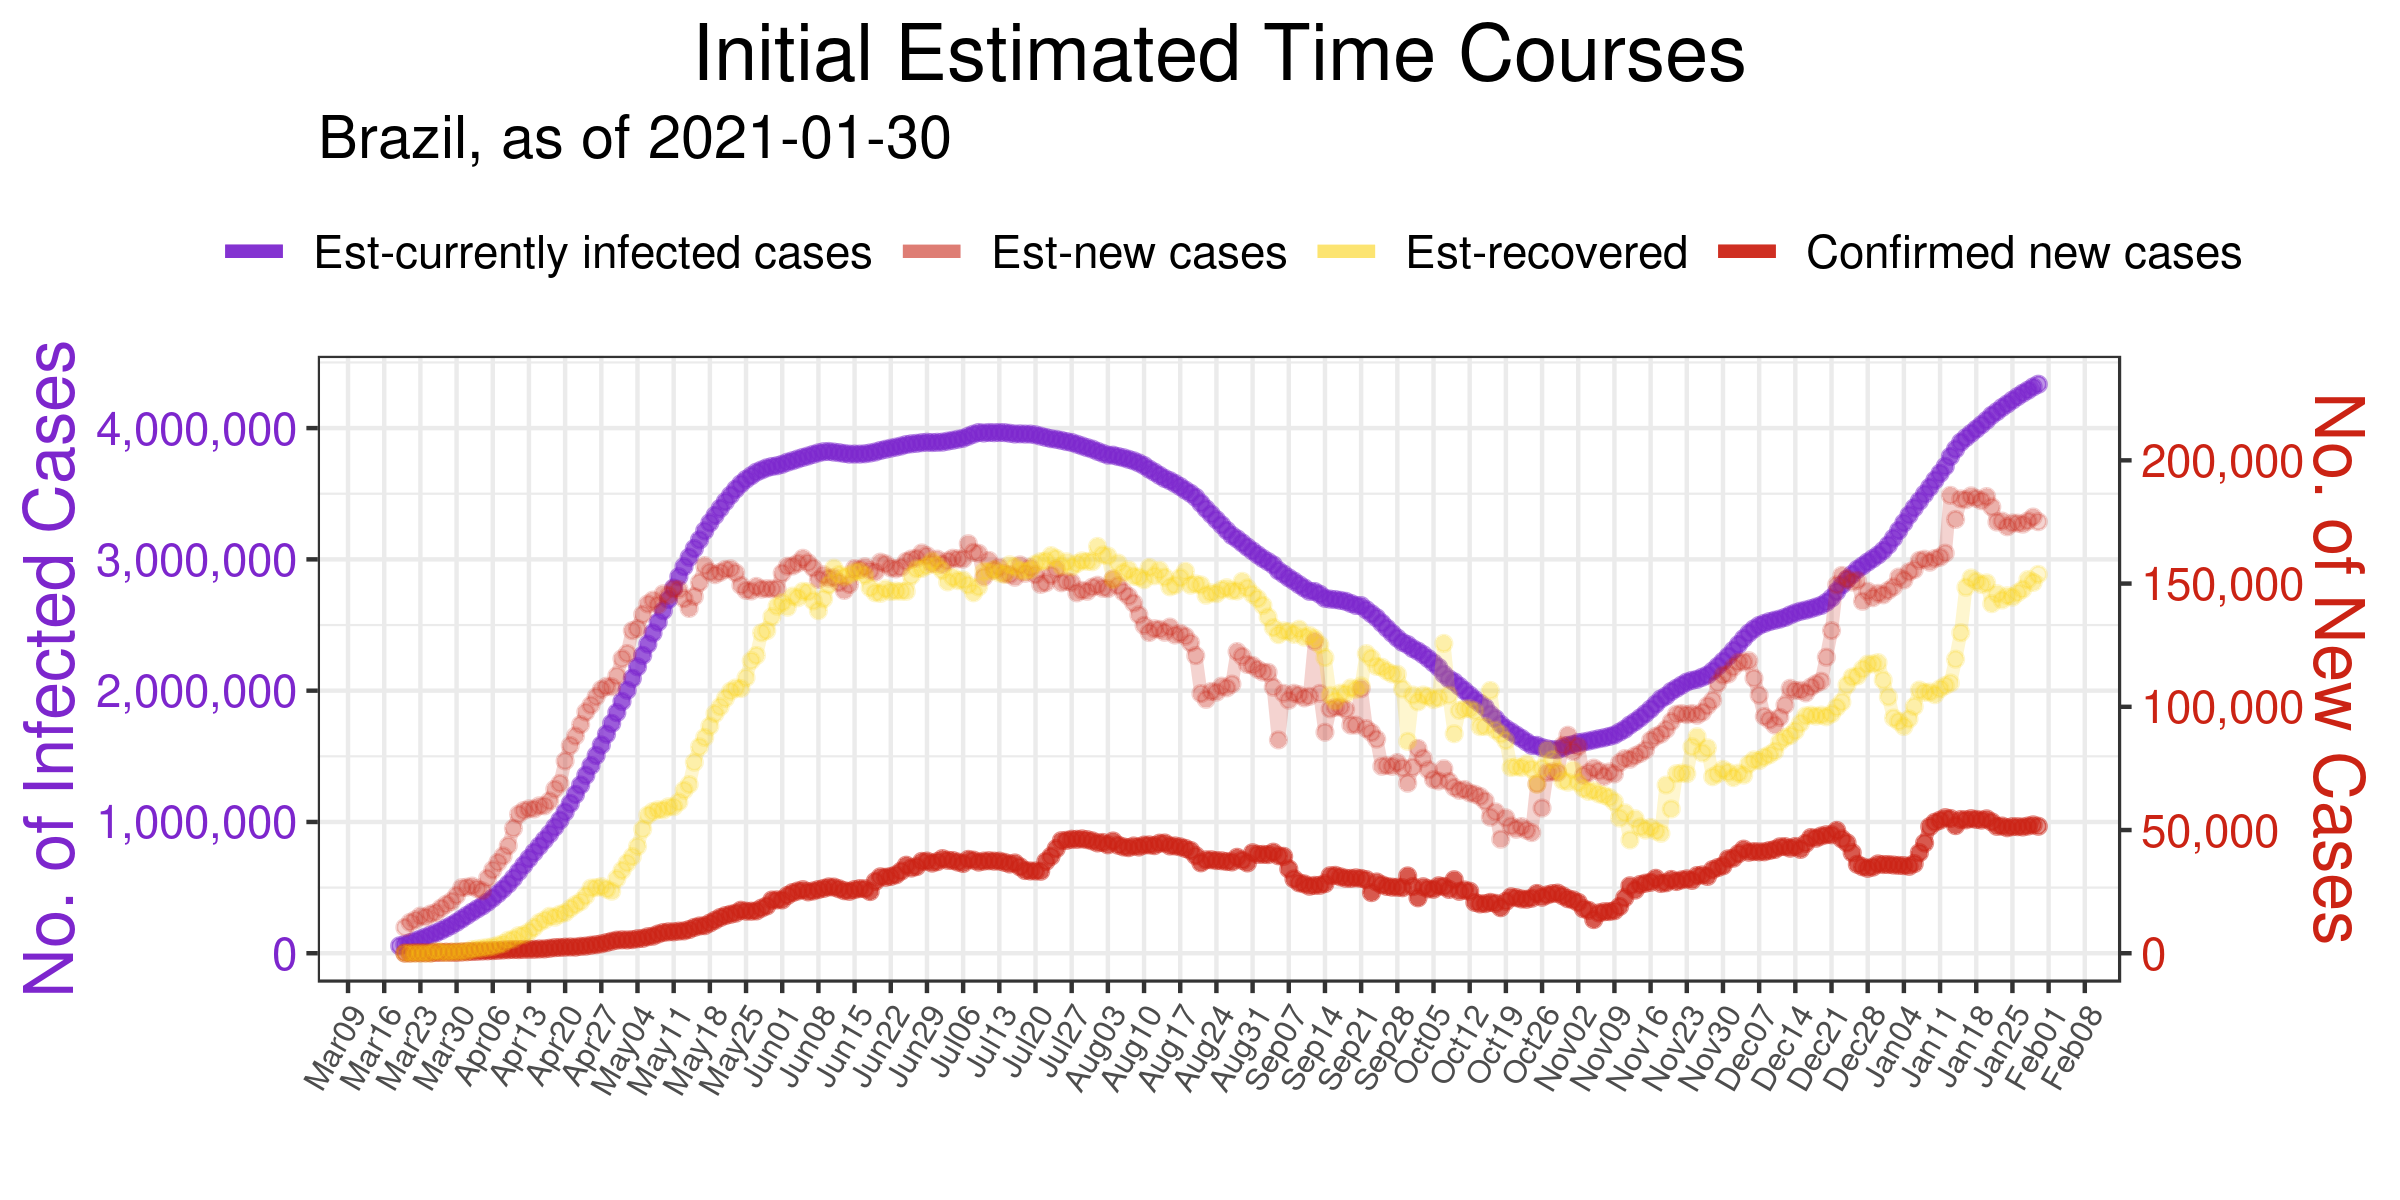 Initial Estimated Time Courses
Brazil, as of 2021-01-30
Est-currently infected cases Est-new cases Est-recovered Confirmed new cases
No. of Infected Cases
4,000,000
3,000,000
2,000,000
1,000,000
0
200,000
150,000
100,000
50,000
0
No. of New Cases
Mar09 Mar16 Mar23 Mar30 Apr06 Apr13 Apr20 Apr27 May04 May11 May18 May25 Jun01 Jun08 Jun15 Jun22 Jun29 Jul06 Jul13 Jul20 Jul27 Aug03 Aug10 Aug17 Aug24 Aug31 Sep07 Sep14 Sep21 Sep28 Oct05 Oct12 Oct19 Oct26 Nov02 Nov09 Nov16 Nov23 Nov30 Dec07 Dec14 Dec21 Dec28 Jan04 Jan11 Jan18 Jan25 Feb01 Feb08